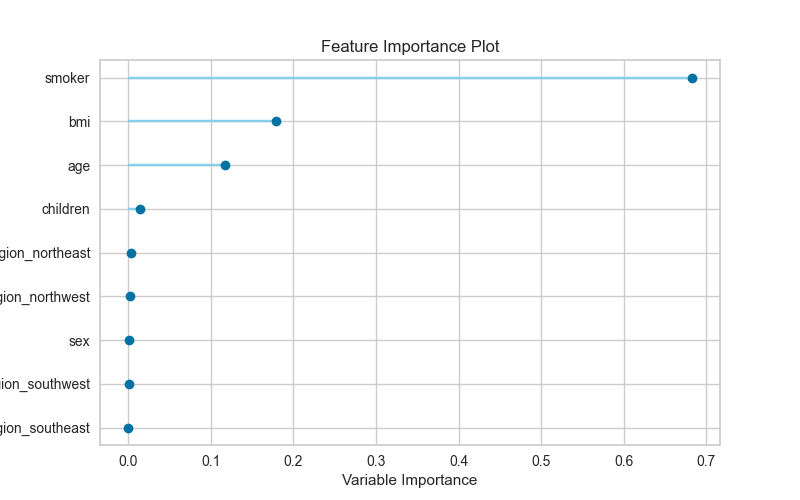 Feature Importance Plot
smoker
bmi
age
children
gion_northeast
gion_northwest
sex
gion_southwest
gion_southeast
0.0 0.1 0.2 0.3 0.4 0.5 0.6 0.7
Variable Importance